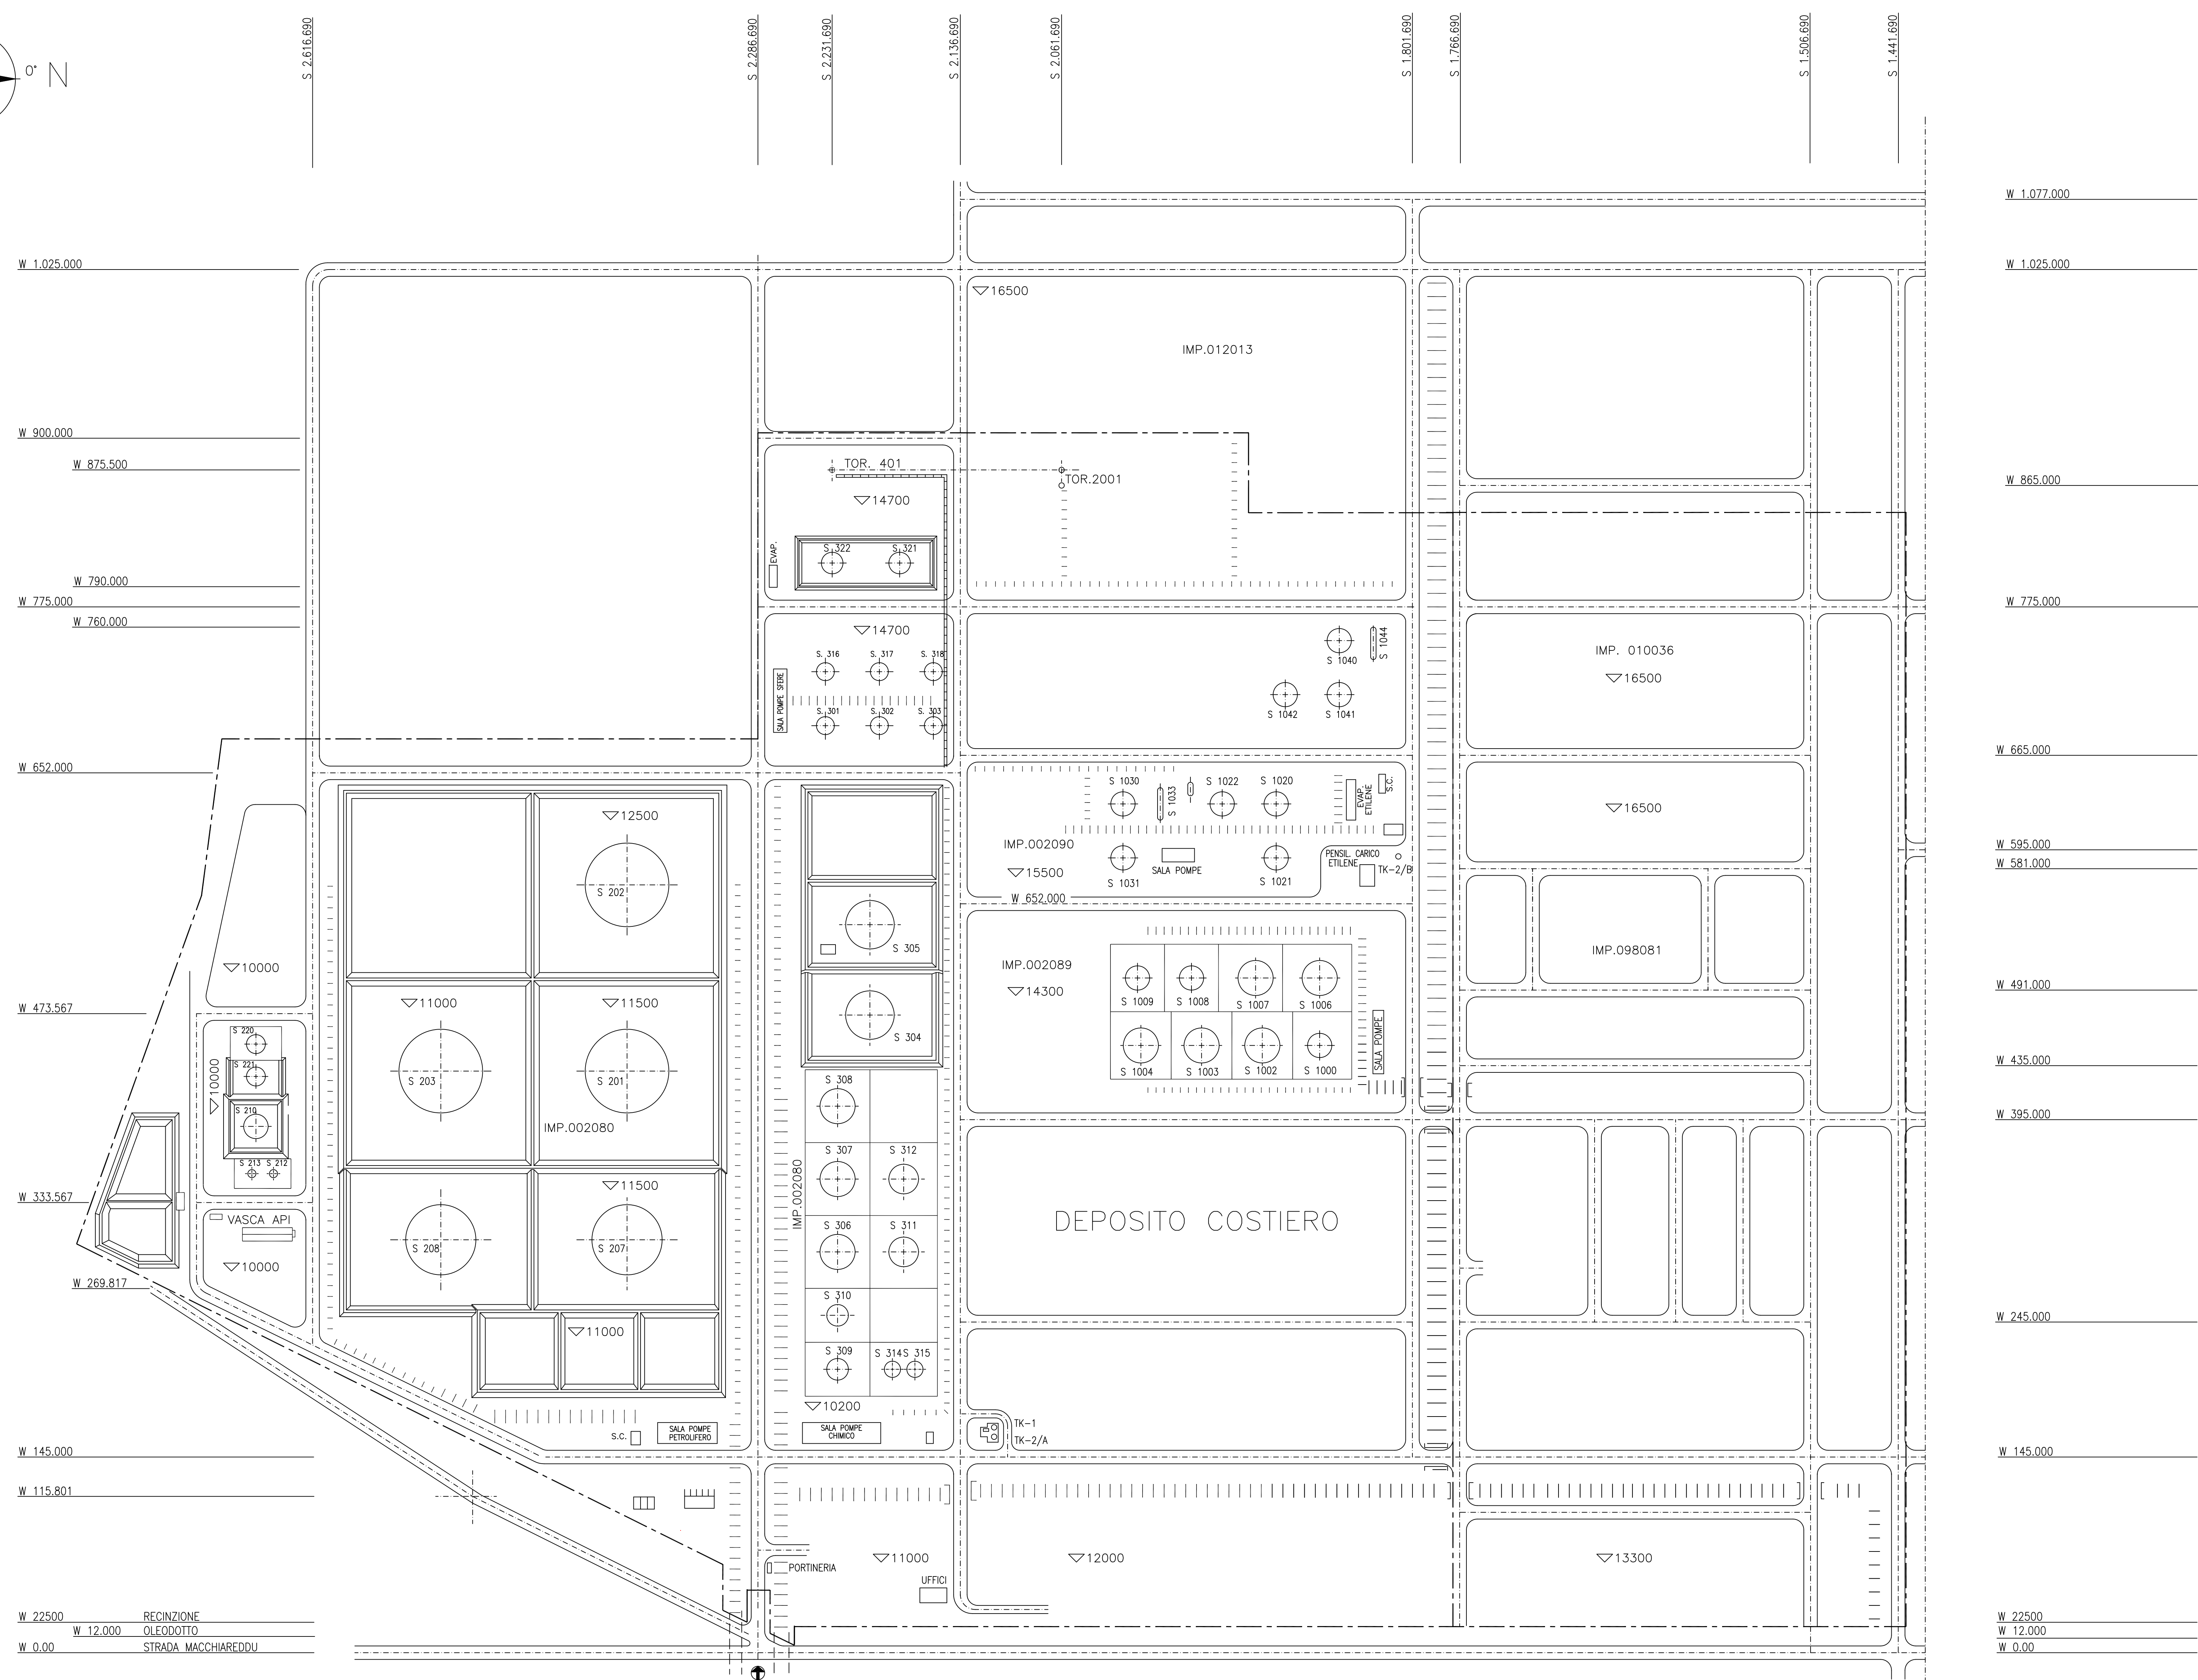 S 2.616.690
S 2.286.690
S 2.231.690
S 2.136.690
S 2.061.690
S 1.801.690
S 1.766.690
S 1.506.690
S 1.441.690
0° N
W 1.077.000
W 1.025.000
W 1.025.000
▽16500
IMP.012013
W 900.000
W 875.500
TOR. 401
TOR.2001
W 865.000
▽14700
EVAP.
S. 322
S. 321
W 790.000
W 775.000
W 775.000
W 760.000
▽14700
S. 316
S. 317
S. 318
SALA POMPE SFERE
S. 301
S. 302
S. 303
S 1040
S 1044
S 1042
S 1041
IMP. 010036
▽16500
W 665.000
W 652.000
S 1030
S 1033
S 1022
S 1020
EVAP.
ETILENE
S.C.
▽16500
▽12500
IMP.002090
▽15500
S 1031
SALA POMPE
S 1021
PENSIL. CARICO
ETILENE
TK-2/B
W 595.000
W 581.000
S 202
W 652.000
S 305
IMP.098081
▽10000
IMP.002089
▽14300
S 1009
S 1008
S 1007
S 1006
W 491.000
W 473.567
▽11000
▽11500
S 304
S 220
S 221
▽10000
S 210
S 213
S 212
S 203
S 201
S 1004
S 1003
S 1002
S 1000
SALA POMPE
W 435.000
S 308
IMP.002080
W 395.000
S 307
S 312
IMP.002080
W 333.567
▽11500
VASCA API
S 306
S 311
DEPOSITO COSTIERO
S 208
S 207
▽10000
W 269.817
S 310
W 245.000
▽11000
S 309
S 314
S 315
▽10200
TK-1
TK-2/A
S.C.
SALA POMPE
PETROLIFERO
SALA POMPE
CHIMICO
W 145.000
W 145.000
W 115.801
PORTINERIA
▽11000
▽12000
▽13300
UFFICI
W 22500 RECINZIONE
W 12.000 OLEODOTTO
W 0.00 STRADA MACCHIAREDDU
W 22500
W 12.000
W 0.00